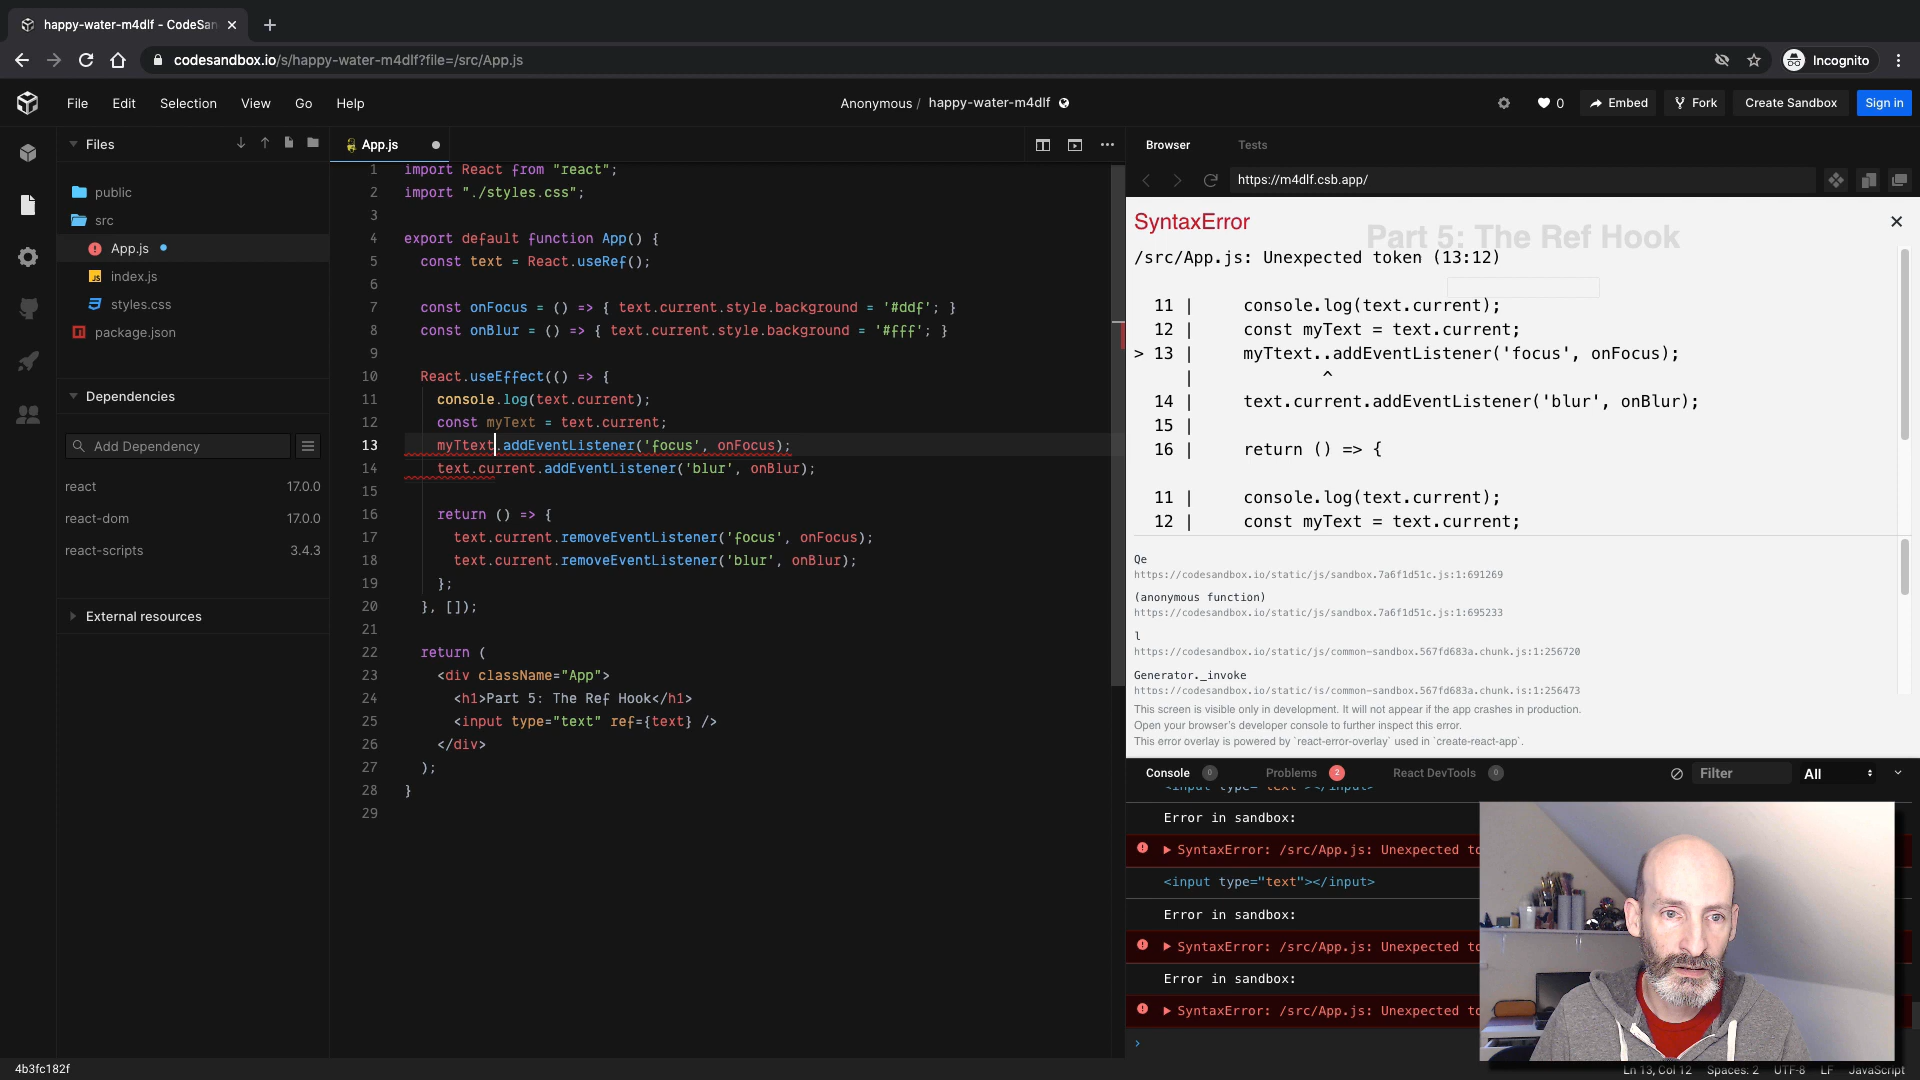 happy-water-m4dlf - CodeSan
codesandbox.io/s/happy-water-m4dlf?file=/src/App.js
Incognito
File Edit Selection View Go Help
Anonymous / happy-water-m4dlf
0
Embed
Fork
Create Sandbox
Sign in
Files
public
src
App.js
index.js
styles.css
package.json
Dependencies
Add Dependency
react 17.0.0
react-dom 17.0.0
react-scripts 3.4.3
External resources
App.js
1 import React from "react";
2 import "./styles.css";
3
4 export default function App() {
5 const text = React.useRef();
6
7 const onFocus = () => { text.current.style.background = '#ddf'; }
8 const onBlur = () => { text.current.style.background = '#fff'; }
9
10 React.useEffect(() => {
11 console.log(text.current);
12 const myText = text.current;
13 myTtext.addEventListener('focus', onFocus);
14 text.current.addEventListener('blur', onBlur);
15
16 return () => {
17 text.current.removeEventListener('focus', onFocus);
18 text.current.removeEventListener('blur', onBlur);
19 };
20 }, []);
21
22 return (
23 <div className="App">
24 <h1>Part 5: The Ref Hook</h1>
25 <input type="text" ref={text} />
26 </div>
27 );
28 }
29
Browser Tests
https://m4dlf.csb.app/
SyntaxError
Part 5: The Ref Hook
/src/App.js: Unexpected token (13:12)
11 | console.log(text.current);
12 | const myText = text.current;
> 13 | myTtext..addEventListener('focus', onFocus);
| ^
14 | text.current.addEventListener('blur', onBlur);
15 |
16 | return () => {
11 | console.log(text.current);
12 | const myText = text.current;
Qe
https://codesandbox.io/static/js/sandbox.7a6f1d51c.js:1:691269
(anonymous function)
https://codesandbox.io/static/js/sandbox.7a6f1d51c.js:1:695233
l
https://codesandbox.io/static/js/common-sandbox.567fd683a.chunk.js:1:256720
Generator._invoke
https://codesandbox.io/static/js/common-sandbox.567fd683a.chunk.js:1:256473
This screen is visible only in development. It will not appear if the app crashes in production.
Open your browser's developer console to further inspect this error.
This error overlay is powered by `react-error-overlay` used in `create-react-app`.
Console 0 Problems 2 React DevTools 0 Filter All
<input type="text"></input>
Error in sandbox:
SyntaxError: /src/App.js: Unexpected to
<input type="text"></input>
Error in sandbox:
SyntaxError: /src/App.js: Unexpected to
Error in sandbox:
SyntaxError: /src/App.js: Unexpected to
4b3fc182f
Ln 13, Col 12 Spaces: 2 UTF-8 LF JavaScript